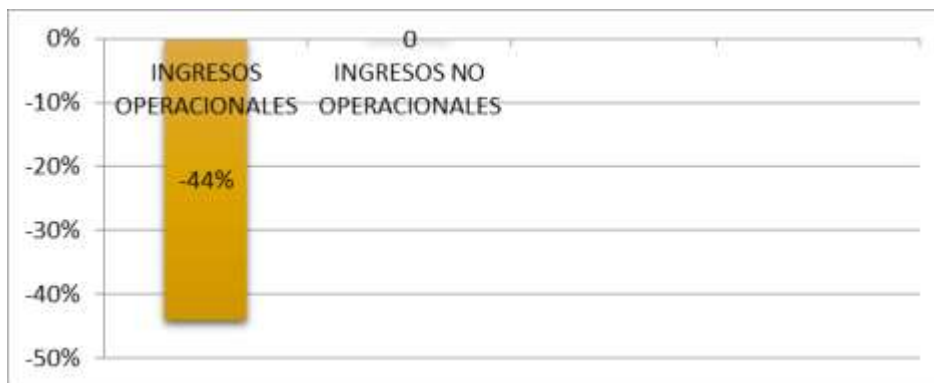 0%
-10%
-20%
-30%
-40%
-50%
INGRESOS
OPERACIONALES
-44%
0
INGRESOS NO
OPERACIONALES